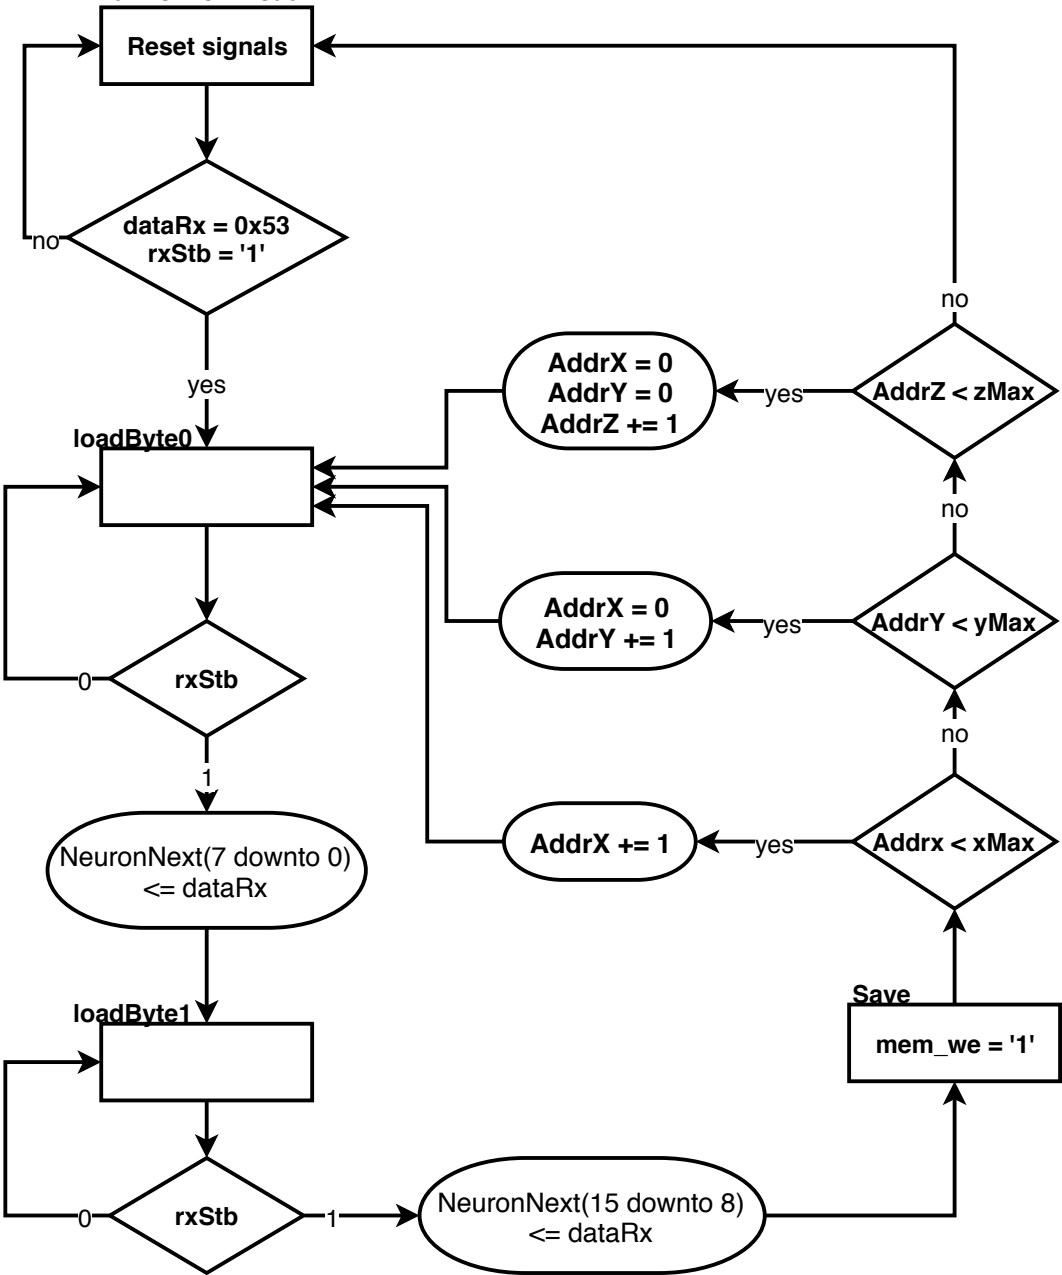 Reset signals
dataRx = 0x53
rxStb = '1'
no
yes
loadByte0
rxStb
0
1
NeuronNext(7 downto 0)
<= dataRx
loadByte1
rxStb
0
1
NeuronNext(15 downto 8)
<= dataRx
Save
mem_we = '1'
Addrx < xMax
yes
AddrX += 1
no
AddrY < yMax
yes
AddrX = 0
AddrY += 1
no
AddrZ < zMax
yes
AddrX = 0
AddrY = 0
AddrZ += 1
no